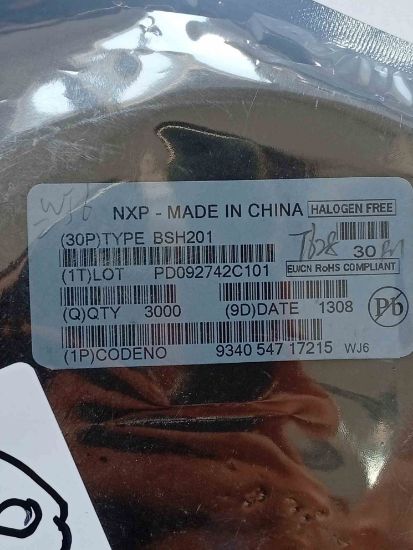 NXP - MADE IN CHINA HALOGEN FREE
(30P)TYPE BSH201
30
(1T)LOT PD092742C101
EU/CN RoHS COMPLIANT
(Q)QTY 3000 (9D)DATE 1308
Pb
(1P)CODENO 9340 547 17215 WJ6